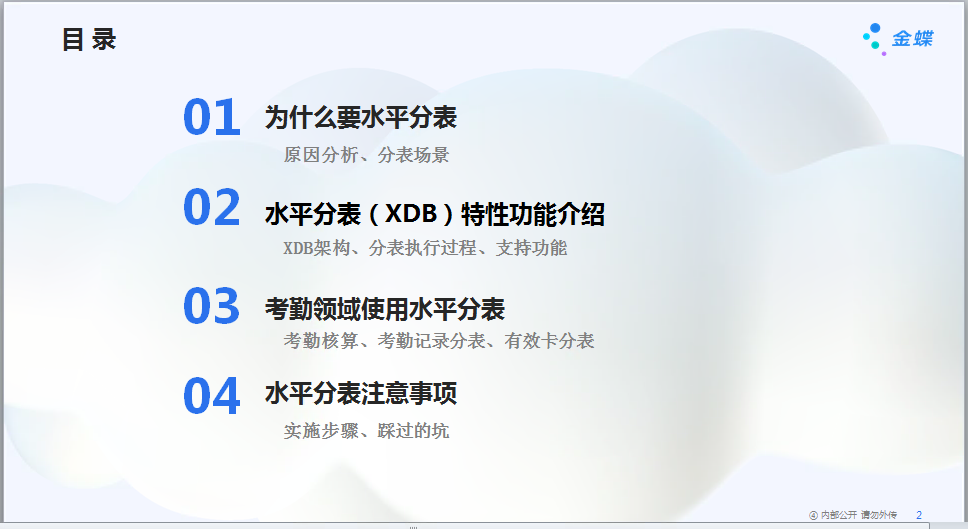 目录
金蝶
01
为什么要水平分表
原因分析、分表场景
02
水平分表（XDB）特性功能介绍
XDB架构、分表执行过程、支持功能
03
考勤领域使用水平分表
考勤核算、考勤记录分表、有效卡分表
04
水平分表注意事项
实施步骤、踩过的坑
④ 内部公开 请勿外传 2